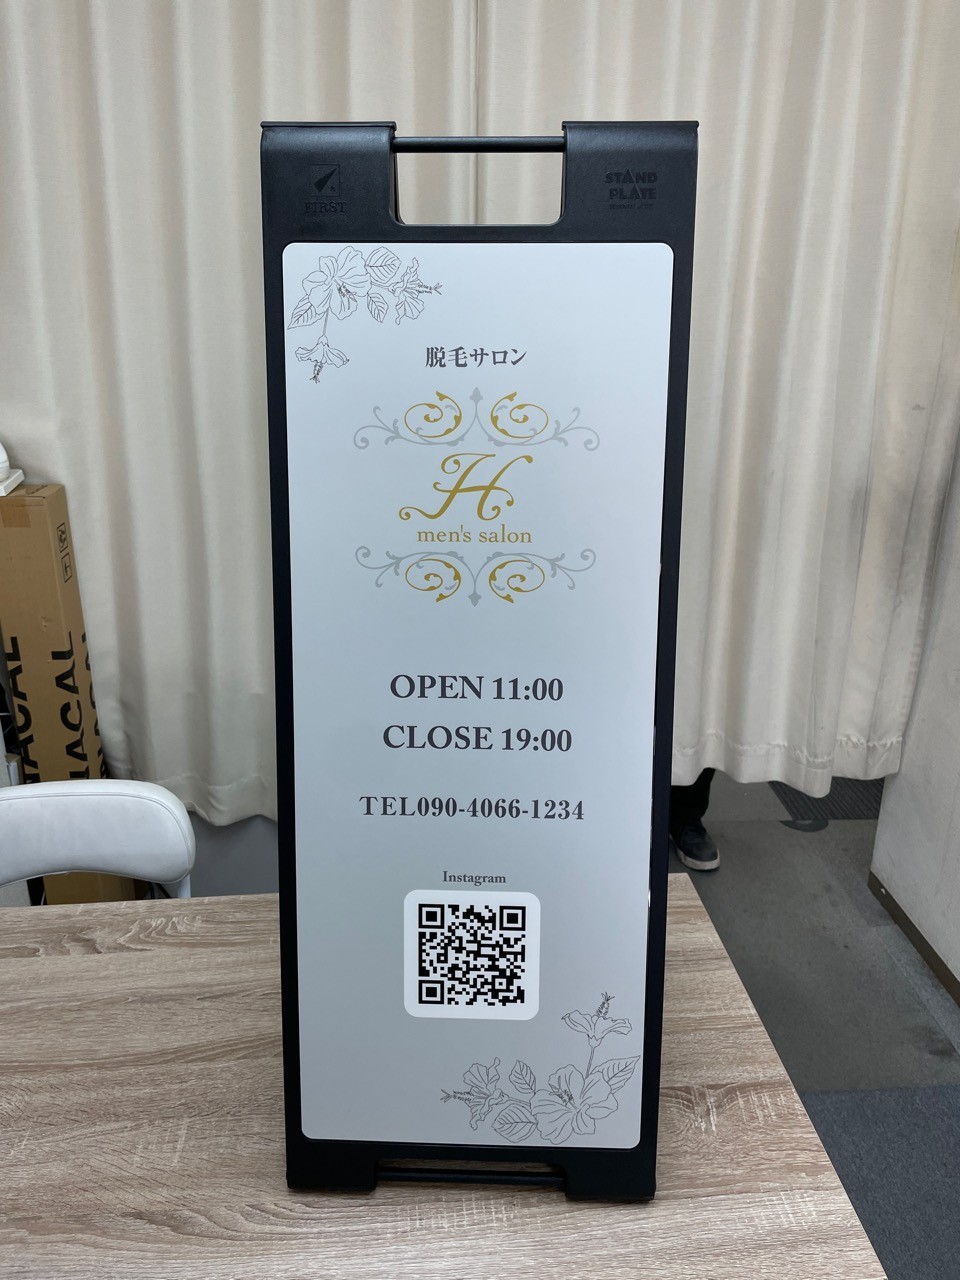 FIRST
STAND
PLATE
脱毛サロン
H
men's salon
OPEN 11:00
CLOSE 19:00
TEL090-4066-1234
Instagram